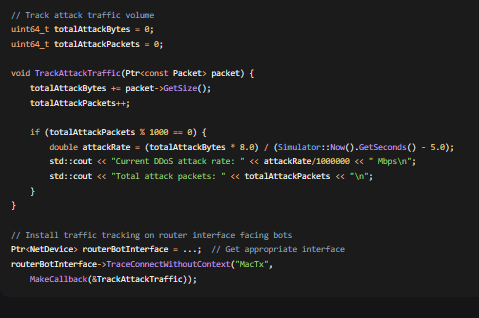 // Track attack traffic volume
uint64_t totalAttackBytes = 0;
uint64_t totalAttackPackets = 0;
void TrackAttackTraffic(Ptr<const Packet> packet) {
totalAttackBytes += packet->GetSize();
totalAttackPackets++;
if (totalAttackPackets % 1000 == 0) {
double attackRate = (totalAttackBytes * 8.0) / (Simulator::Now().GetSeconds() - 5.0);
std::cout << "Current DDoS attack rate: " << attackRate/1000000 << " Mbps\n";
std::cout << "Total attack packets: " << totalAttackPackets << "\n";
}
}
// Install traffic tracking on router interface facing bots
Ptr<NetDevice> routerBotInterface = ...;  // Get appropriate interface
routerBotInterface->TraceConnectWithoutContext("MacTx",
MakeCallback(&TrackAttackTraffic));